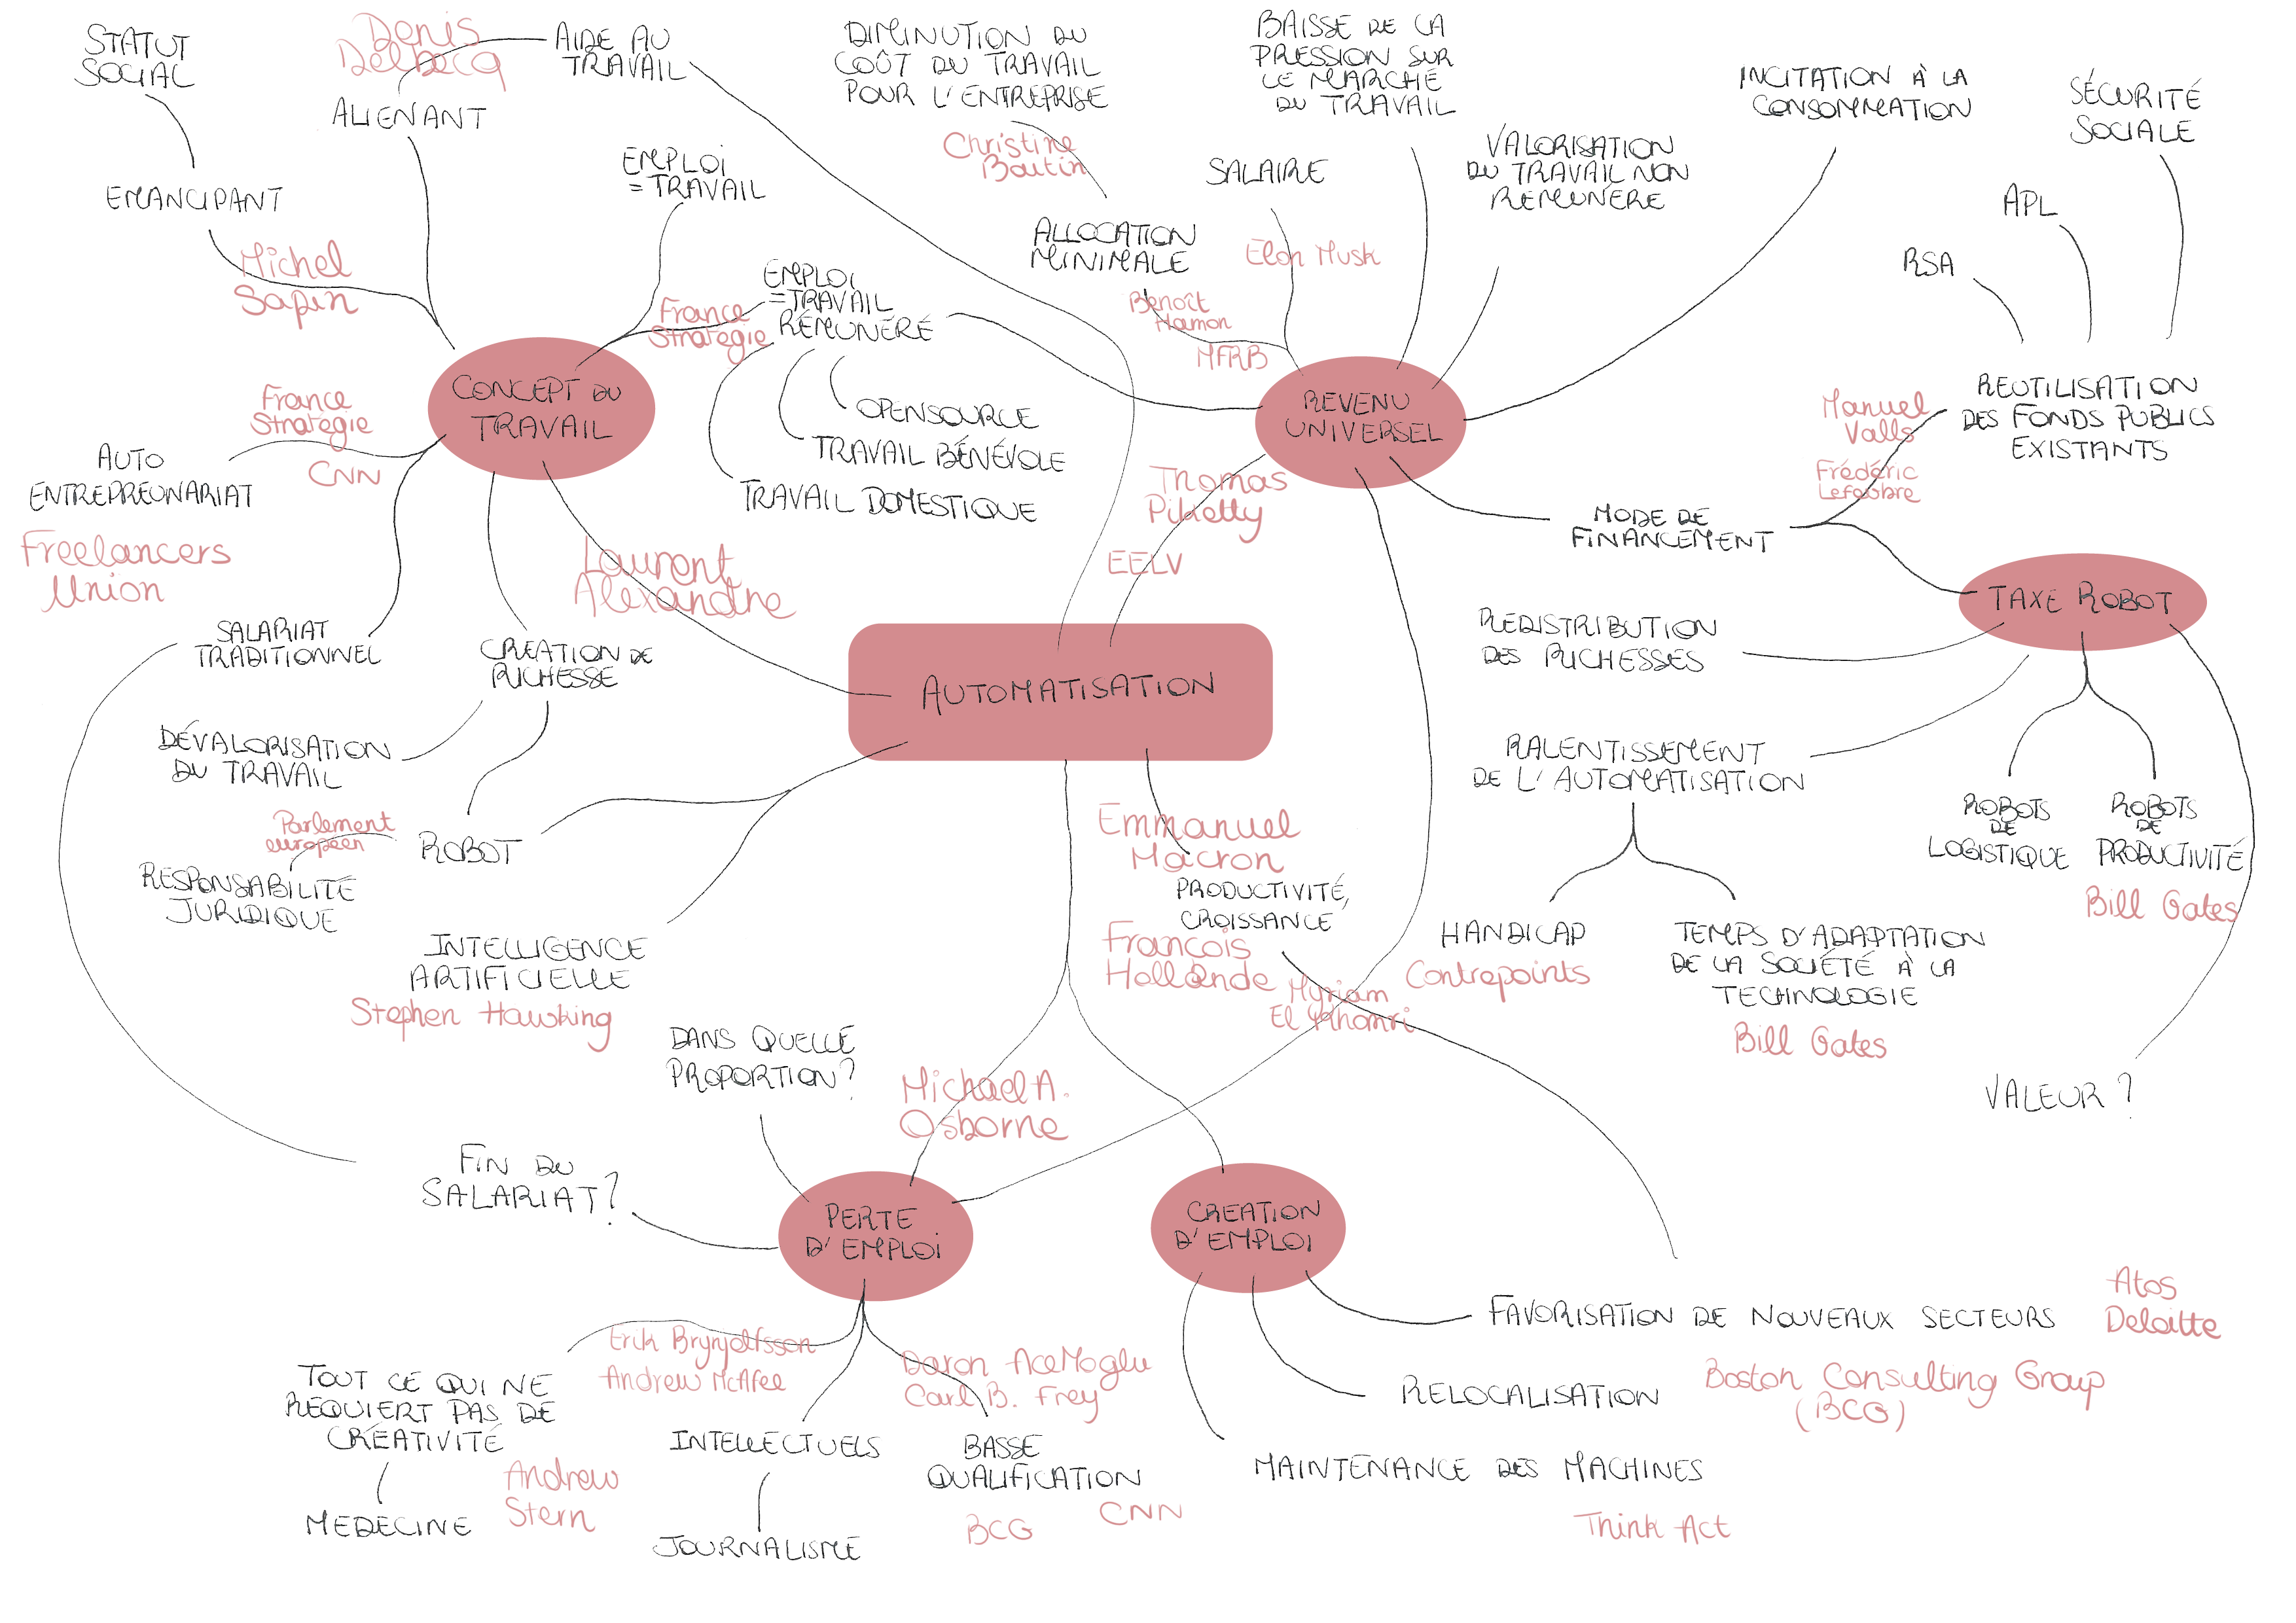 STATUT
SOCIAL
Denis
Delbecq
AIDE AU
TRAVAIL
ALIENANT
EMANCIPANT
Michel
Sapin
EMPLOI
= TRAVAIL
France
Stratégie
EMPLOI
= TRAVAIL
RÉMUNÉRÉ
OPENSOURCE
TRAVAIL BÉNÉVOLE
TRAVAIL DOMESTIQUE
CONCEPT DU
TRAVAIL
France
Stratégie
CNN
AUTO
ENTREPREUNARIAT
Freelancers
Union
SALARIAT
TRADITIONNEL
CREATION DE
RICHESSE
Laurent
Alexandre
DÉVALORISATION
DU TRAVAIL
Parlement
européen
ROBOT
RESPONSABILITÉ
JURIDIQUE
INTELLIGENCE
ARTIFICIELLE
Stephen Hawking
DIMINUTION DU
COÛT DU TRAVAIL
POUR L'ENTREPRISE
Christine
Boutin
ALLOCATION
MINIMALE
Benoît
Hamon
MFRB
BAISSE DE LA
PRESSION SUR
LE MARCHÉ
DU TRAVAIL
SALAIRE
Elon Musk
VALORISATION
DU TRAVAIL NON
REMUNERE
INCITATION À LA
CONSOMMATION
REVENU
UNIVERSEL
Thomas
Piketty
EELV
SÉCURITÉ
SOCIALE
APL
RSA
REUTILISATION
DES FONDS PUBLICS
EXISTANTS
Manuel
Valls
Frédéric
Lefebvre
MODE DE
FINANCEMENT
TAXE ROBOT
REDISTRIBUTION
DES RICHESSES
RALENTISSEMENT
DE L'AUTOMATISATION
ROBOTS
DE
LOGISTIQUE
ROBOTS
DE
PRODUCTIVITÉ
Bill Gates
HANDICAP
Contrepoints
TEMPS D'ADAPTATION
DE LA SOCIÉTÉ À LA
TECHNOLOGIE
Bill Gates
VALEUR ?
AUTOMATISATION
Emmanuel
Macron
PRODUCTIVITÉ,
CROISSANCE
Francois
Hollande
Myriam
El Khomri
DANS QUELLE
PROPORTION ?
Michael A.
Osborne
FIN DU
SALARIAT ?
PERTE
D'EMPLOI
CREATION
D'EMPLOI
Erik Brynjolfsson
Andrew McAfee
Daron Acemoglu
Carl B. Frey
TOUT CE QUI NE
REQUIERT PAS DE
CRÉATIVITÉ
Andrew
Stern
MEDECINE
INTELLECTUELS
JOURNALISME
BASSE
QUALIFICATION
BCG
CNN
FAVORISATION DE NOUVEAUX SECTEURS
Atos
Deloitte
RELOCALISATION
Boston Consulting Group
(BCG)
MAINTENANCE DES MACHINES
Think Act